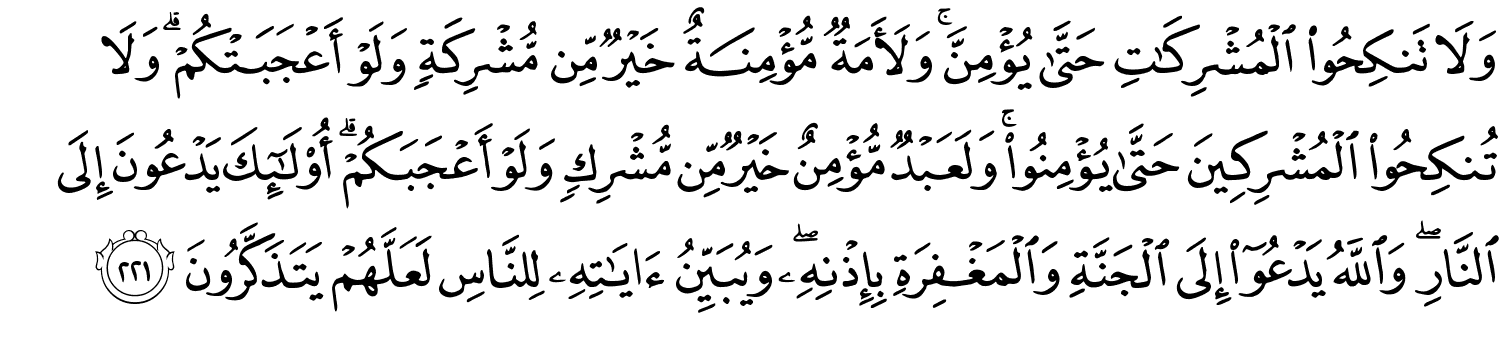 وَلَا تَنكِحُوا۟ ٱلْمُشْرِكَٰتِ حَتَّىٰ يُؤْمِنَّ ۚ وَلَأَمَةٌ مُّؤْمِنَةٌ خَيْرٌ مِّن مُّشْرِكَةٍ وَلَوْ أَعْجَبَتْكُمْ ۗ وَلَا
تُنكِحُوا۟ ٱلْمُشْرِكِينَ حَتَّىٰ يُؤْمِنُوا۟ ۚ وَلَعَبْدٌ مُّؤْمِنٌ خَيْرٌ مِّن مُّشْرِكٍ وَلَوْ أَعْجَبَكُمْ ۗ أُو۟لَٰٓئِكَ يَدْعُونَ إِلَى
ٱلنَّارِ ۖ وَٱللَّهُ يَدْعُوٓا۟ إِلَى ٱلْجَنَّةِ وَٱلْمَغْفِرَةِ بِإِذْنِهِۦ ۖ وَيُبَيِّنُ ءَايَٰتِهِۦ لِلنَّاسِ لَعَلَّهُمْ يَتَذَكَّرُونَ ٢٢١